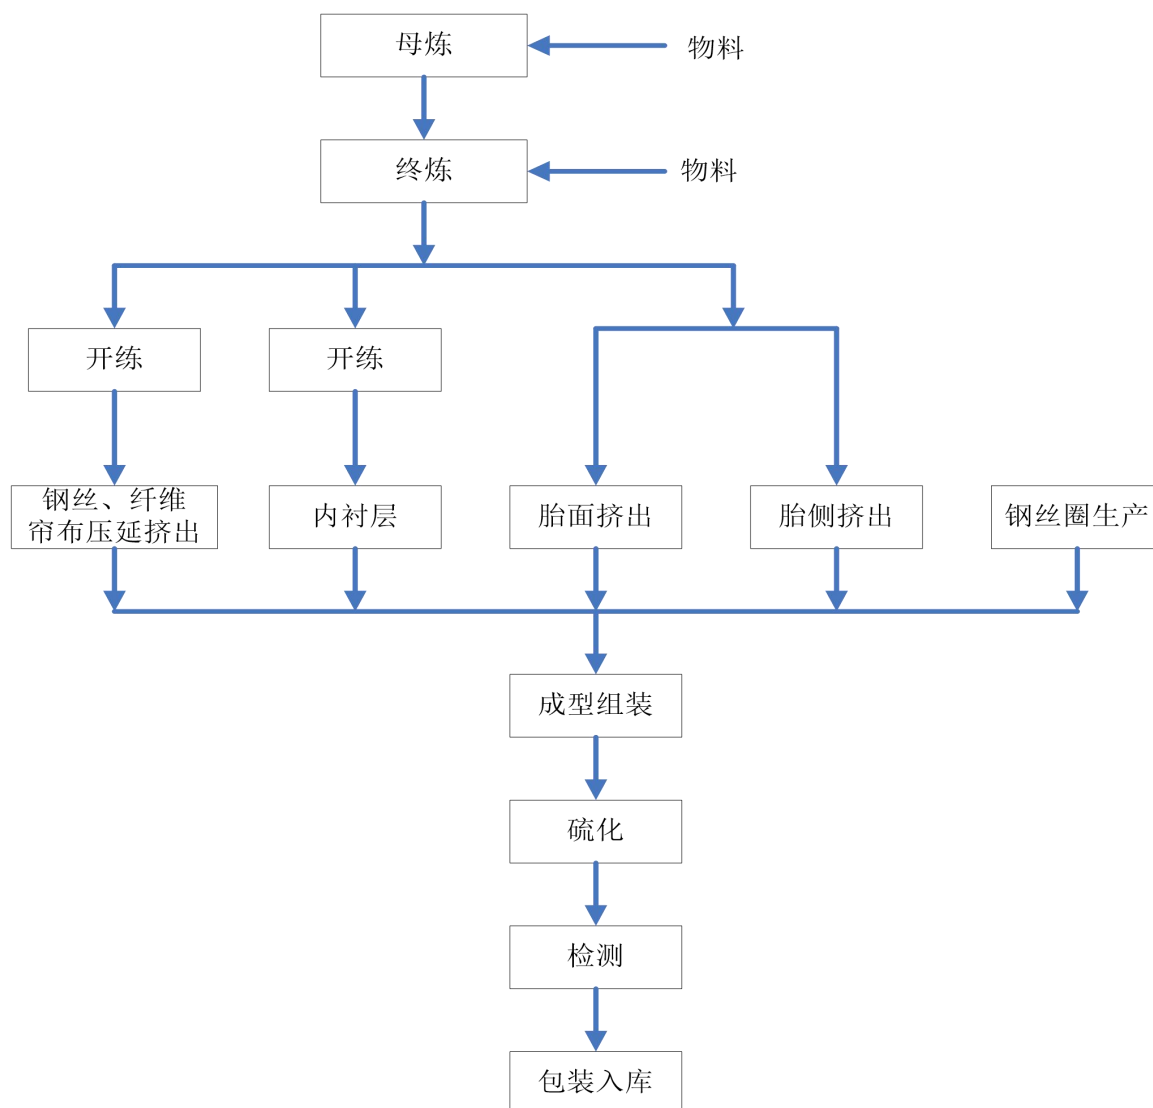 母炼
物料
终炼
物料
开练
开练
钢丝、纤维
帘布压延挤出
内衬层
胎面挤出
胎侧挤出
钢丝圈生产
成型组装
硫化
检测
包装入库